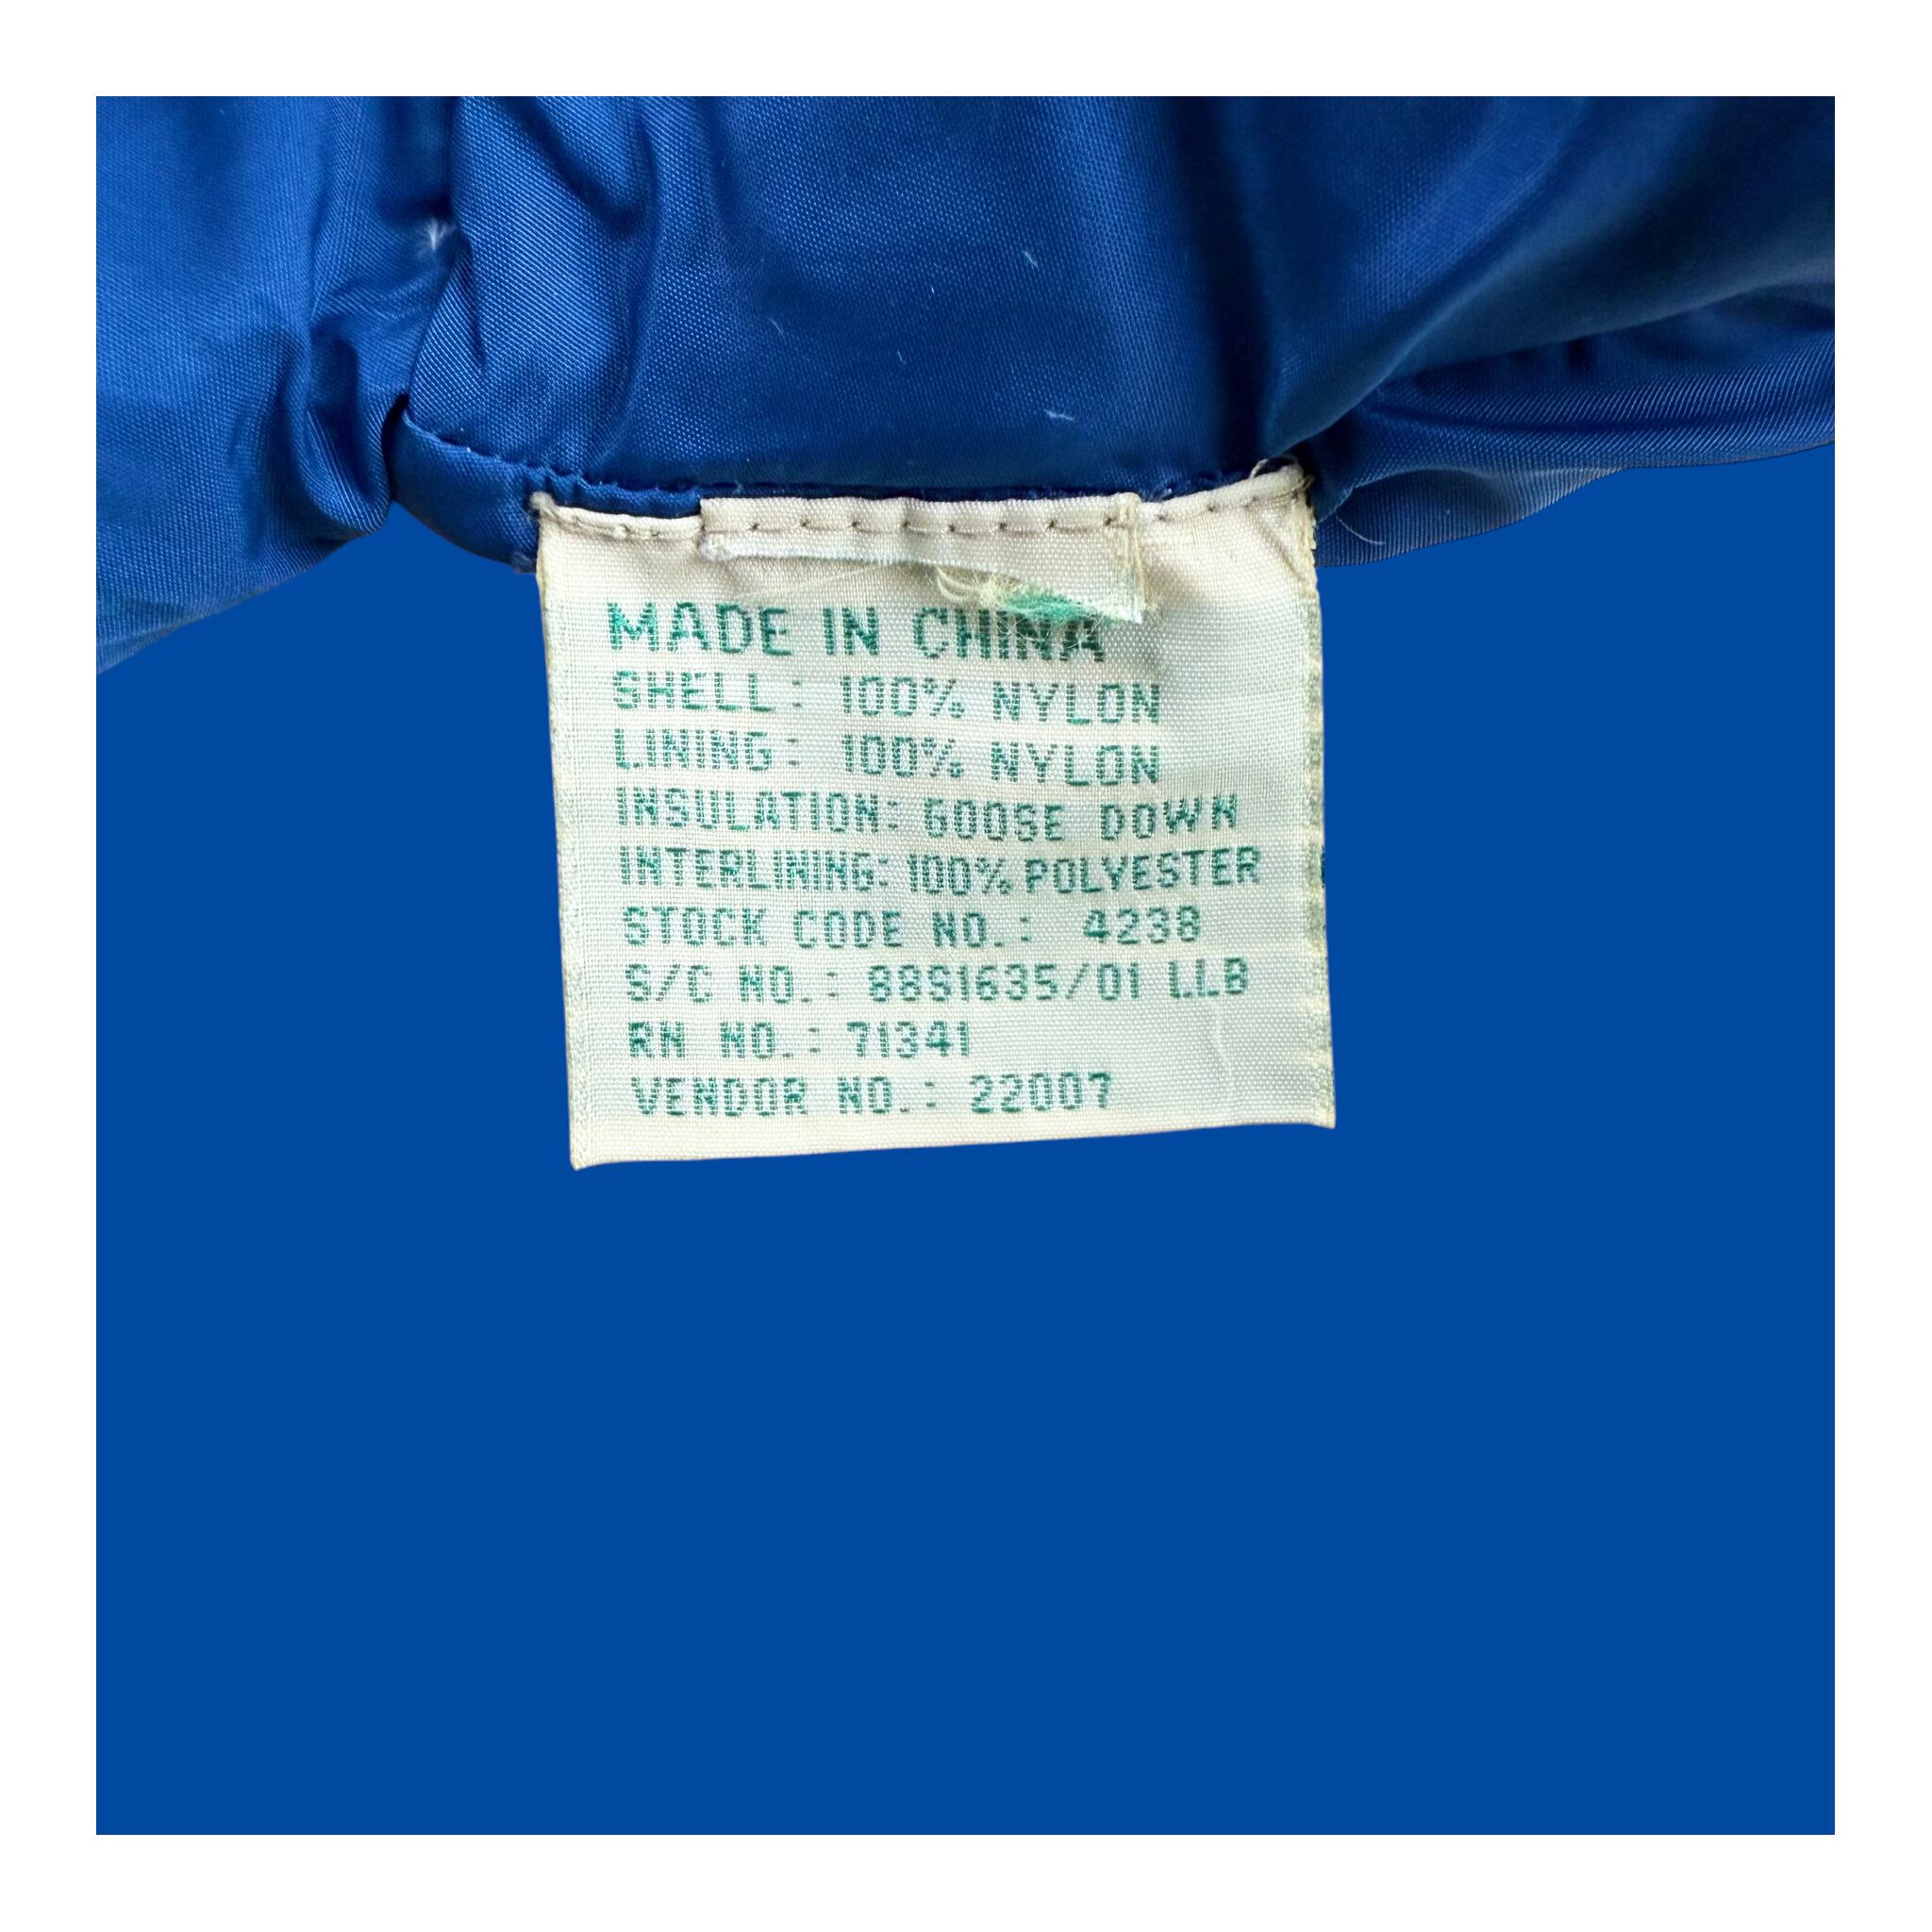 MADE IN CHINA
SHELL: 100% NYLON
LINING: 100% NYLON
INSULATION: GOOSE DOWN
INTERLINING: 100% POLYESTER
STOCK CODE NO.: 4238
S/C NO.: 88S1635/01 LLB
RN NO.: 71341
VENDOR NO.: 22007